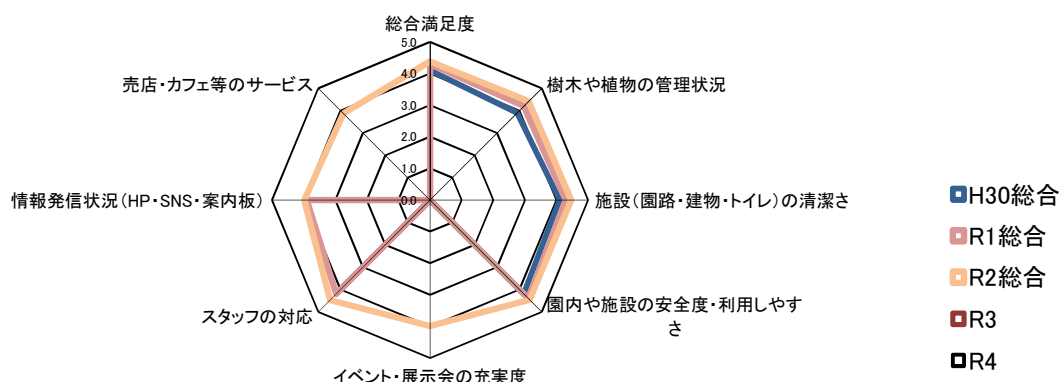 総合満足度
5.0
4.0
3.0
2.0
1.0
0.0
樹木や植物の管理状況
施設(園路・建物・トイレ)の清潔さ
園内や施設の安全度・利用しやす
さ
イベント・展示会の充実度
スタッフの対応
情報発信状況(HP・SNS・案内板)
売店・カフェ等のサービス
H30総合
R1総合
R2総合
R3
R4